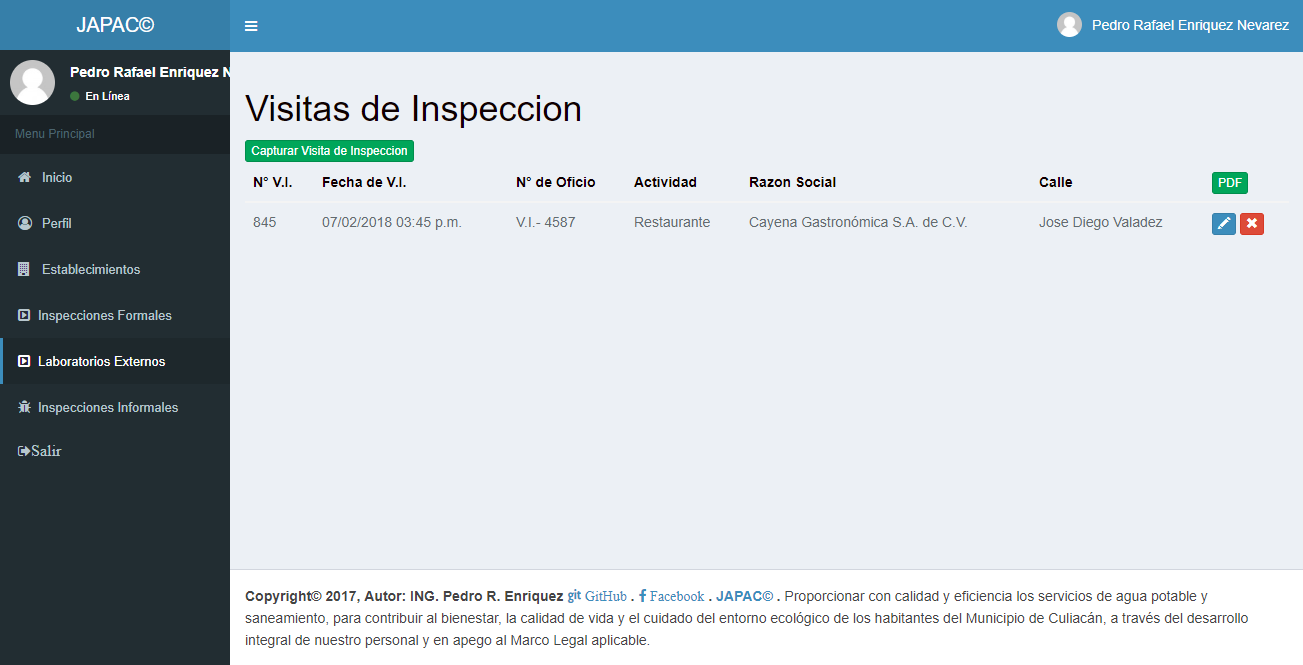 JAPAC©
Pedro Rafael Enriquez Nevarez
Pedro Rafael Enriquez N
En Línea
Menu Principal
Inicio
Perfil
Establecimientos
Inspecciones Formales
Laboratorios Externos
Inspecciones Informales
Salir
Visitas de Inspeccion
Capturar Visita de Inspeccion
N° V.I. Fecha de V.I. N° de Oficio Actividad Razon Social Calle PDF
845 07/02/2018 03:45 p.m. V.I.- 4587 Restaurante Cayena Gastronómica S.A. de C.V. Jose Diego Valadez
Copyright© 2017, Autor: ING. Pedro R. Enriquez git GitHub . f Facebook . JAPAC© . Proporcionar con calidad y eficiencia los servicios de agua potable y
saneamiento, para contribuir al bienestar, la calidad de vida y el cuidado del entorno ecológico de los habitantes del Municipio de Culiacán, a través del desarrollo
integral de nuestro personal y en apego al Marco Legal aplicable.